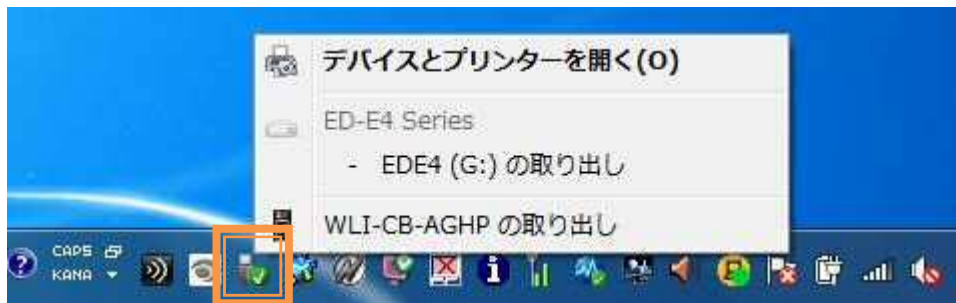 デバイスとプリンターを開く(O)
ED-E4 Series
- EDE4 (G:) の取り出し
WLI-CB-AGHP の取り出し
CAPS
KANA